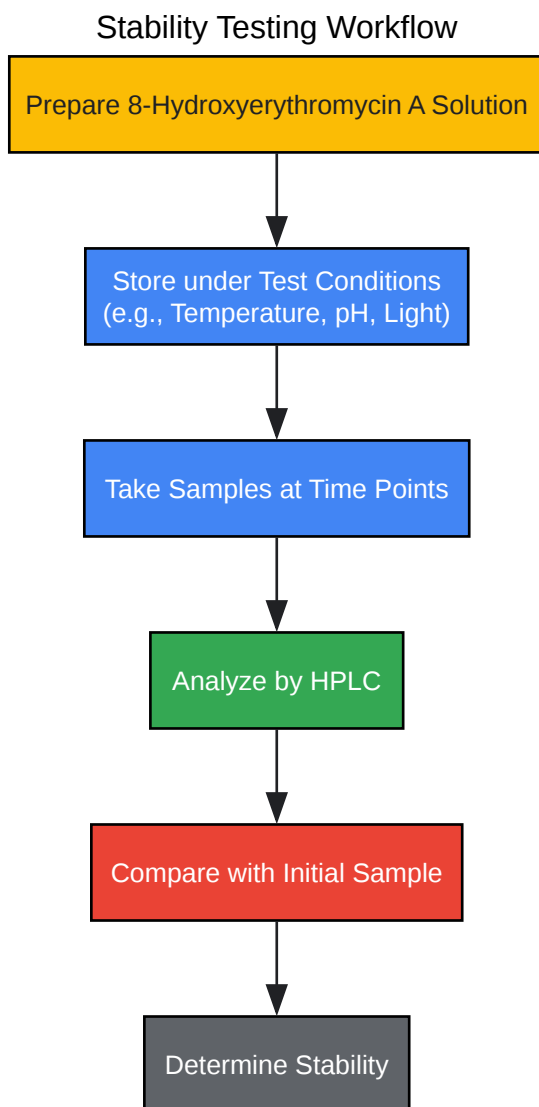 Stability Testing Workflow
Prepare 8-Hydroxyerythromycin A Solution
Store under Test Conditions
(e.g., Temperature, pH, Light)
Take Samples at Time Points
Analyze by HPLC
Compare with Initial Sample
Determine Stability